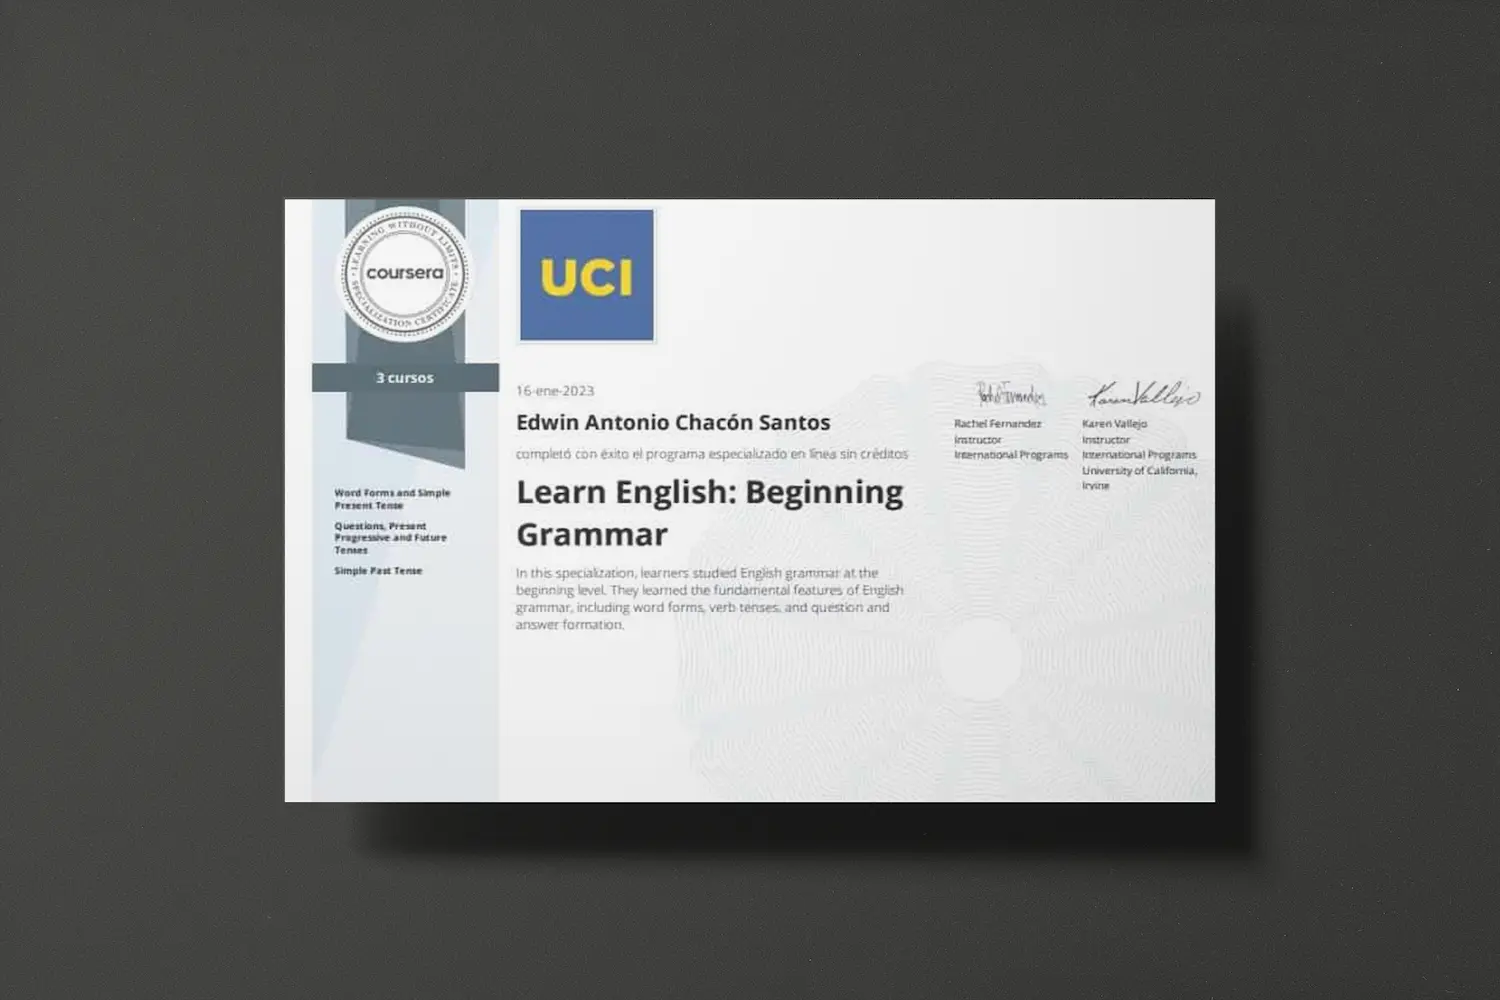 LEARNING WITHOUT LIMITS
coursera
SPECIALIZATION CERTIFICATE
3 cursos
Word Forms and Simple
Present Tense
Questions, Present
Progressive and Future
Tenses
Simple Past Tense
UCI
16-ene-2023
Edwin Antonio Chacón Santos
completó con éxito el programa especializado en línea sin créditos
Learn English: Beginning
Grammar
In this specialization, learners studied English grammar at the
beginning level. They learned the fundamental features of English
grammar, including word forms, verb tenses, and question and
answer formation.
Rachel Fernandez
Instructor
International Programs
Karen Vallejo
Karen Vallejo
Instructor
International Programs
University of California,
Irvine